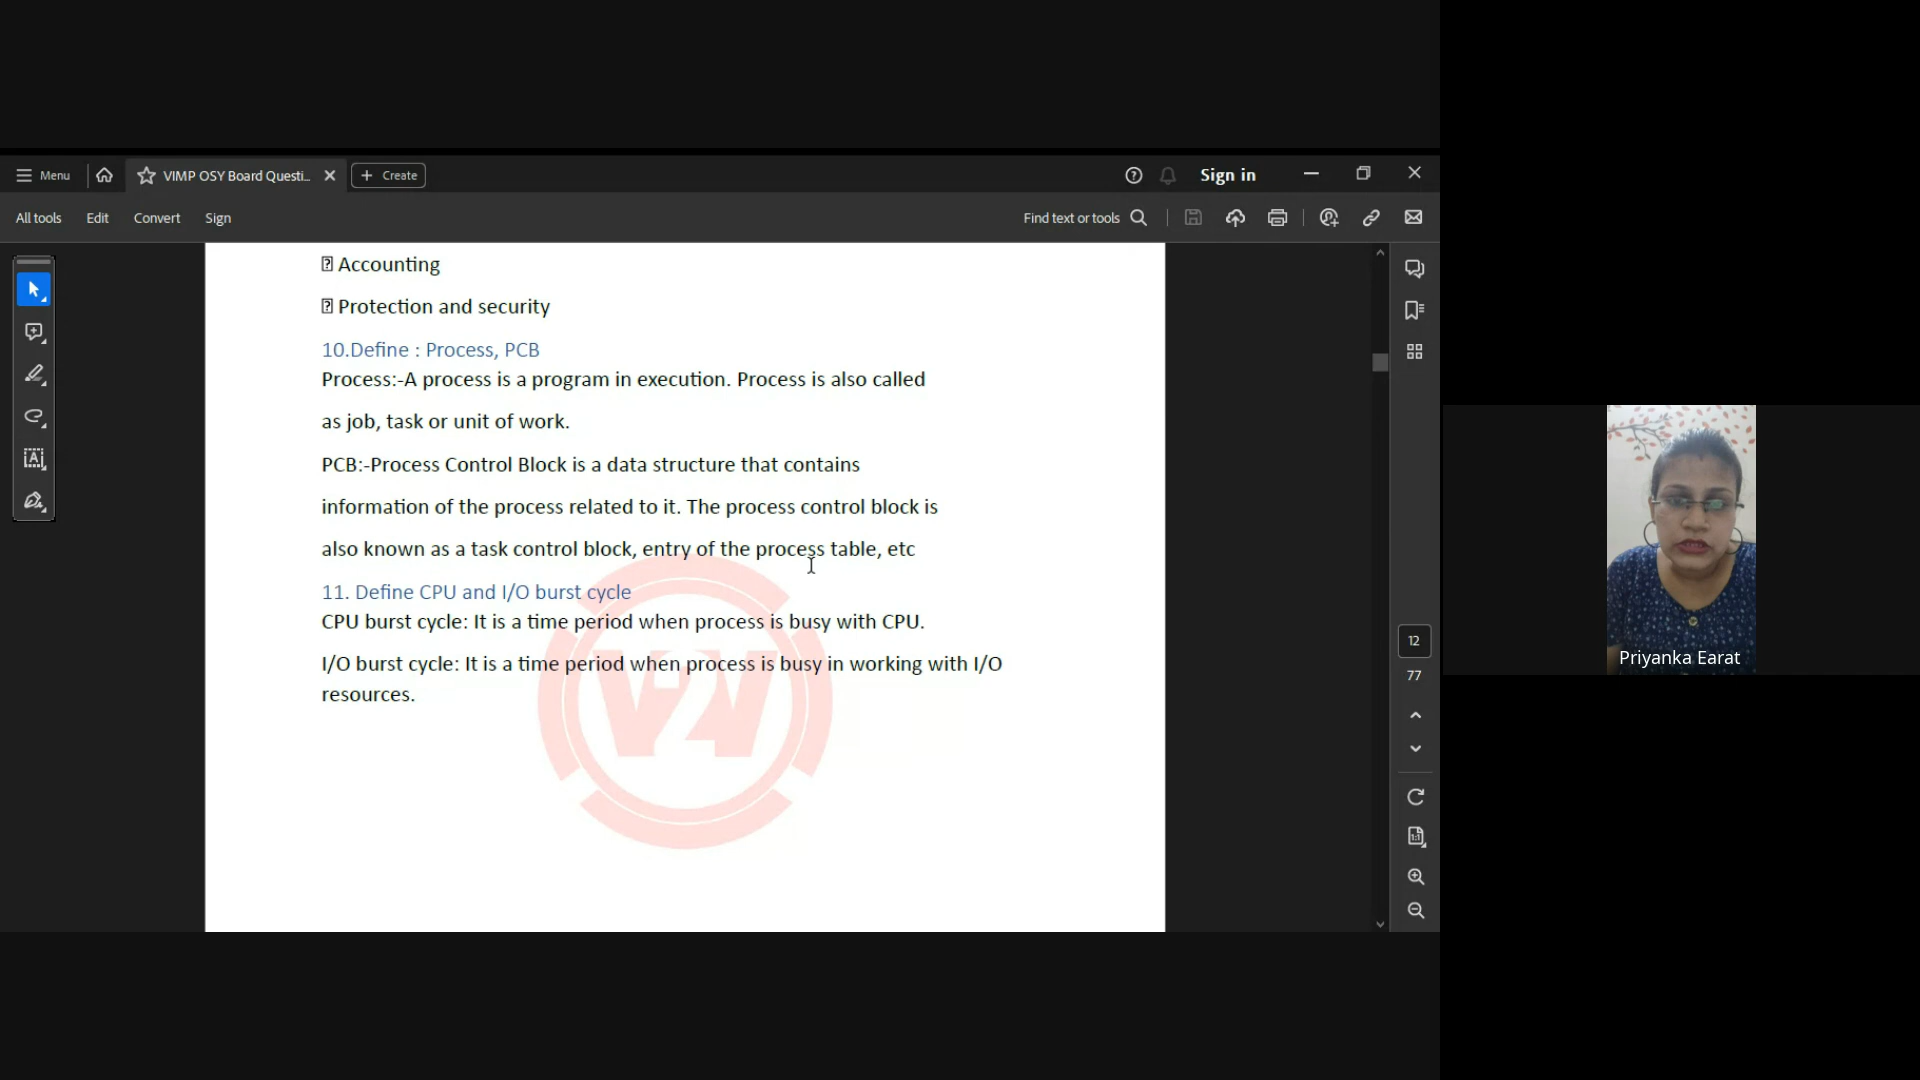 Menu
VIMP OSY Board Questi...
Create
Sign in
All tools
Edit
Convert
Sign
Find text or tools
Accounting
Protection and security
10.Define : Process, PCB
Process:-A process is a program in execution. Process is also called
as job, task or unit of work.
PCB:-Process Control Block is a data structure that contains
information of the process related to it. The process control block is
also known as a task control block, entry of the process table, etc
11. Define CPU and I/O burst cycle
CPU burst cycle: It is a time period when process is busy with CPU.
I/O burst cycle: It is a time period when process is busy in working with I/O
resources.
V2V
12
77
Priyanka Earat